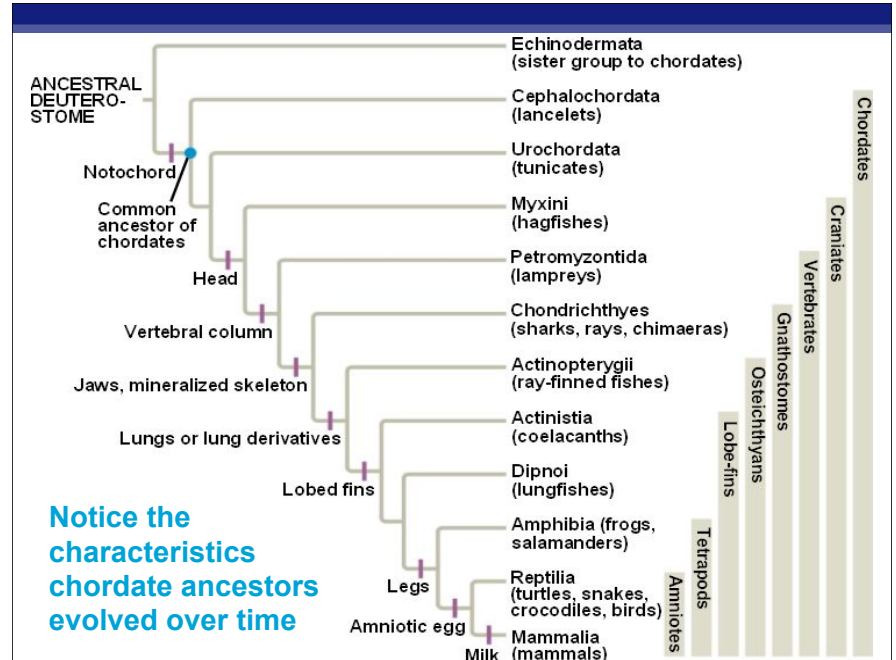 Echinodermata
(sister group to chordates)
ANCESTRAL
DEUTERO-
STOME
Cephalochordata
(lancelets)
Notochord
Urochordata
(tunicates)
Common
ancestor of
chordates
Myxini
(hagfishes)
Head
Petromyzontida
(lampreys)
Vertebral column
Chondrichthyes
(sharks, rays, chimaeras)
Jaws, mineralized skeleton
Actinopterygii
(ray-finned fishes)
Lungs or lung derivatives
Actinistia
(coelacanths)
Lobed fins
Dipnoi
(lungfishes)
Amphibia (frogs,
salamanders)
Legs
Reptilia
(turtles, snakes,
crocodiles, birds)
Amniotic egg
Mammalia
(mammals)
Milk
Amniotes
Tetrapods
Lobe-fins
Osteichthyans
Gnathostomes
Vertebrates
Craniates
Chordates
Notice the
characteristics
chordate ancestors
evolved over time